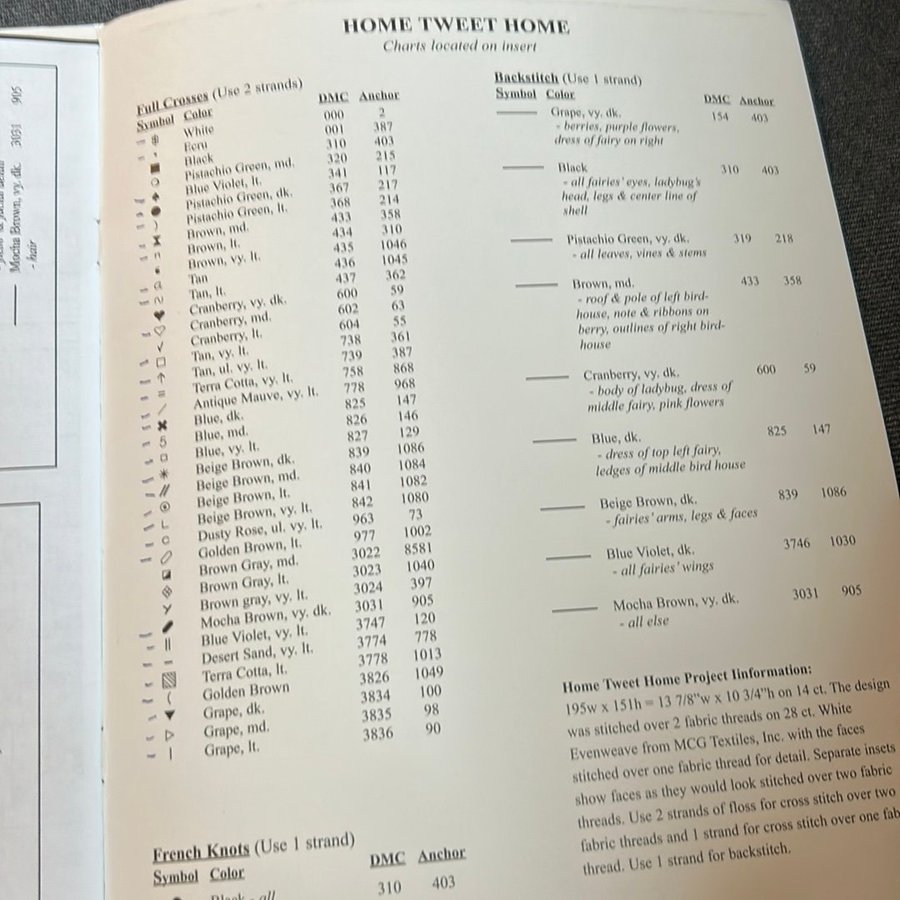 Mocha Brown, vy. dk. 3031 905
- hair
HOME TWEET HOME
Charts located on insert
Full Crosses (Use 2 strands)
Symbol Color DMC Anchor
White 000 2
Ecru 001 387
Black 310 403
Pistachio Green, md. 320 215
Blue Violet, lt. 341 117
Pistachio Green, dk. 367 217
Pistachio Green, lt. 368 214
Brown, md. 433 358
Brown, lt. 434 310
Brown, vy. lt. 435 1046
Tan 436 1045
Tan, lt. 437 362
Cranberry, vy. dk. 600 59
Cranberry, md. 602 63
Cranberry, lt. 604 55
Tan, vy. lt. 738 361
Tan, ul. vy. lt. 739 387
Terra Cotta, vy. lt. 758 868
Antique Mauve, vy. lt. 778 968
Blue, dk. 825 147
Blue, md. 826 146
Blue, vy. lt. 827 129
Beige Brown, dk. 839 1086
Beige Brown, md. 840 1084
Beige Brown, lt. 841 1082
Beige Brown, vy. lt. 842 1080
Dusty Rose, ul. vy. lt. 963 73
Golden Brown, lt. 977 1002
Brown Gray, md. 3022 8581
Brown Gray, lt. 3023 1040
Brown gray, vy. lt. 3024 397
Mocha Brown, vy. dk. 3031 905
Blue Violet, vy. lt. 3747 120
Desert Sand, vy. lt. 3774 778
Terra Cotta, lt. 3778 1013
Golden Brown 3826 1049
Grape, dk. 3834 100
Grape, md. 3835 98
Grape, lt. 3836 90
French Knots (Use 1 strand)
Symbol Color DMC Anchor
Black - all 310 403
Backstitch (Use 1 strand)
Symbol Color DMC Anchor
Grape, vy. dk. 154 403
- berries, purple flowers,
dress of fairy on right
Black 310 403
- all fairies' eyes, ladybug's
head, legs & center line of
shell
Pistachio Green, vy. dk. 319 218
- all leaves, vines & stems
Brown, md. 433 358
- roof & pole of left bird-
house, note & ribbons on
berry, outlines of right bird-
house
Cranberry, vy. dk. 600 59
- body of ladybug, dress of
middle fairy, pink flowers
Blue, dk. 825 147
- dress of top left fairy,
ledges of middle bird house
Beige Brown, dk. 839 1086
- fairies' arms, legs & faces
Blue Violet, dk. 3746 1030
- all fairies' wings
Mocha Brown, vy. dk. 3031 905
- all else
Home Tweet Home Project Iinformation:
195w x 151h = 13 7/8"w x 10 3/4"h on 14 ct. The design
was stitched over 2 fabric threads on 28 ct. White
Evenweave from MCG Textiles, Inc. with the faces
stitched over one fabric thread for detail. Separate insets
show faces as they would look stitched over two fabric
threads. Use 2 strands of floss for cross stitch over two
fabric threads and 1 strand for cross stitch over one fab
thread. Use 1 strand for backstitch.